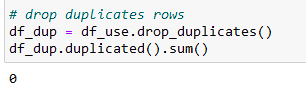 # drop duplicates rows
df_dup = df_use.drop_duplicates()
df_dup.duplicated().sum()
0